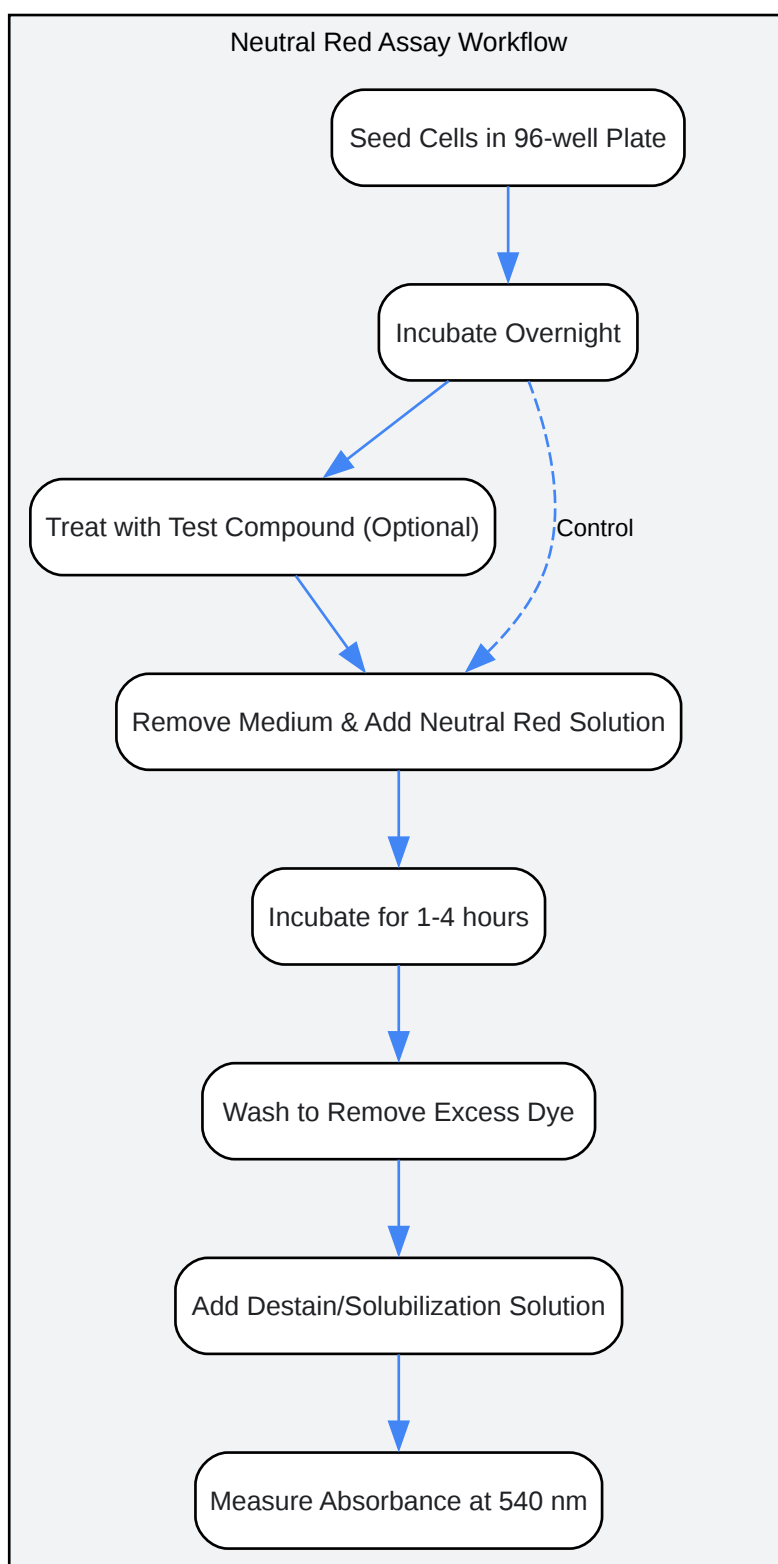 Neutral Red Assay Workflow
Seed Cells in 96-well Plate
Incubate Overnight
Treat with Test Compound (Optional)
Control
Remove Medium & Add Neutral Red Solution
Incubate for 1-4 hours
Wash to Remove Excess Dye
Add Destain/Solubilization Solution
Measure Absorbance at 540 nm